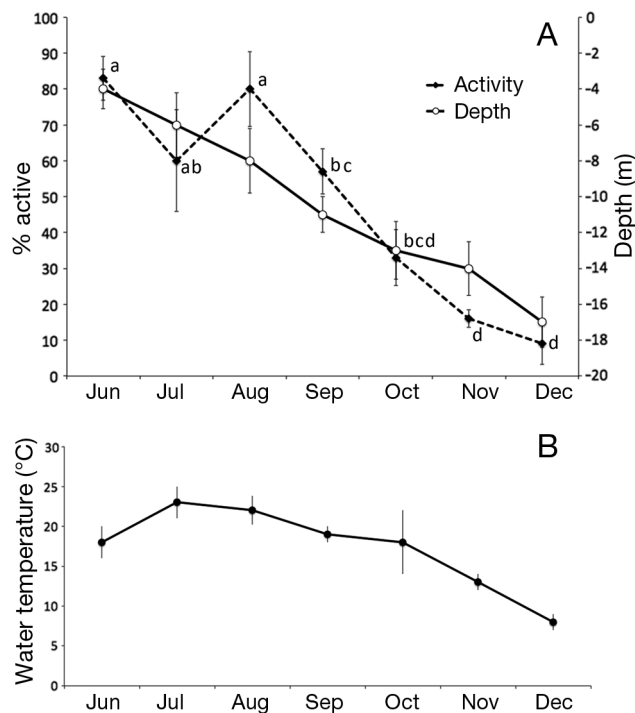 A
100
90
80
70
60
50
40
30
20
10
0
% active
0
-2
-4
-6
-8
-10
-12
-14
-16
-18
-20
Depth (m)
Activity
Depth
a
ab
a
bc
bcd
d
d
Jun Jul Aug Sep Oct Nov Dec
B
30
25
20
15
10
5
0
Water temperature (°C)
Jun Jul Aug Sep Oct Nov Dec